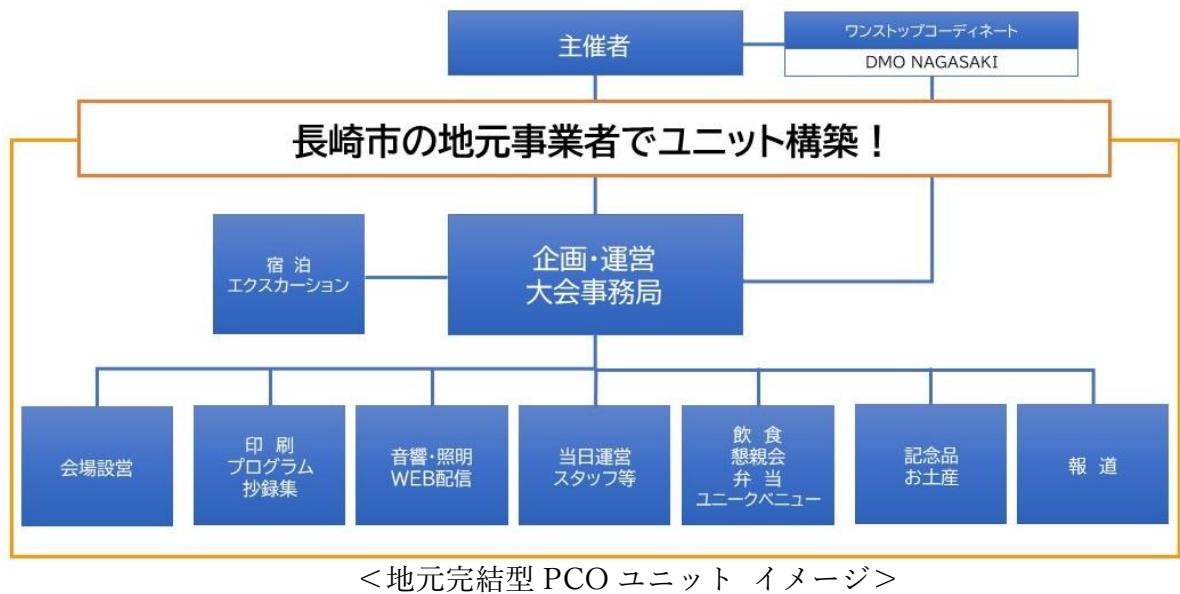 主催者
ワンストップコーディネート
DMO NAGASAKI
長崎市の地元事業者でユニット構築！
宿 泊
エクスカーション
企画・運営
大会事務局
会場設営
印 刷
プログラム
抄録集
音響・照明
WEB配信
当日運営
スタッフ等
飲 食
懇親会
弁 当
ユニークベニュー
記念品
お土産
報 道
＜地元完結型 PCO ユニット イメージ＞